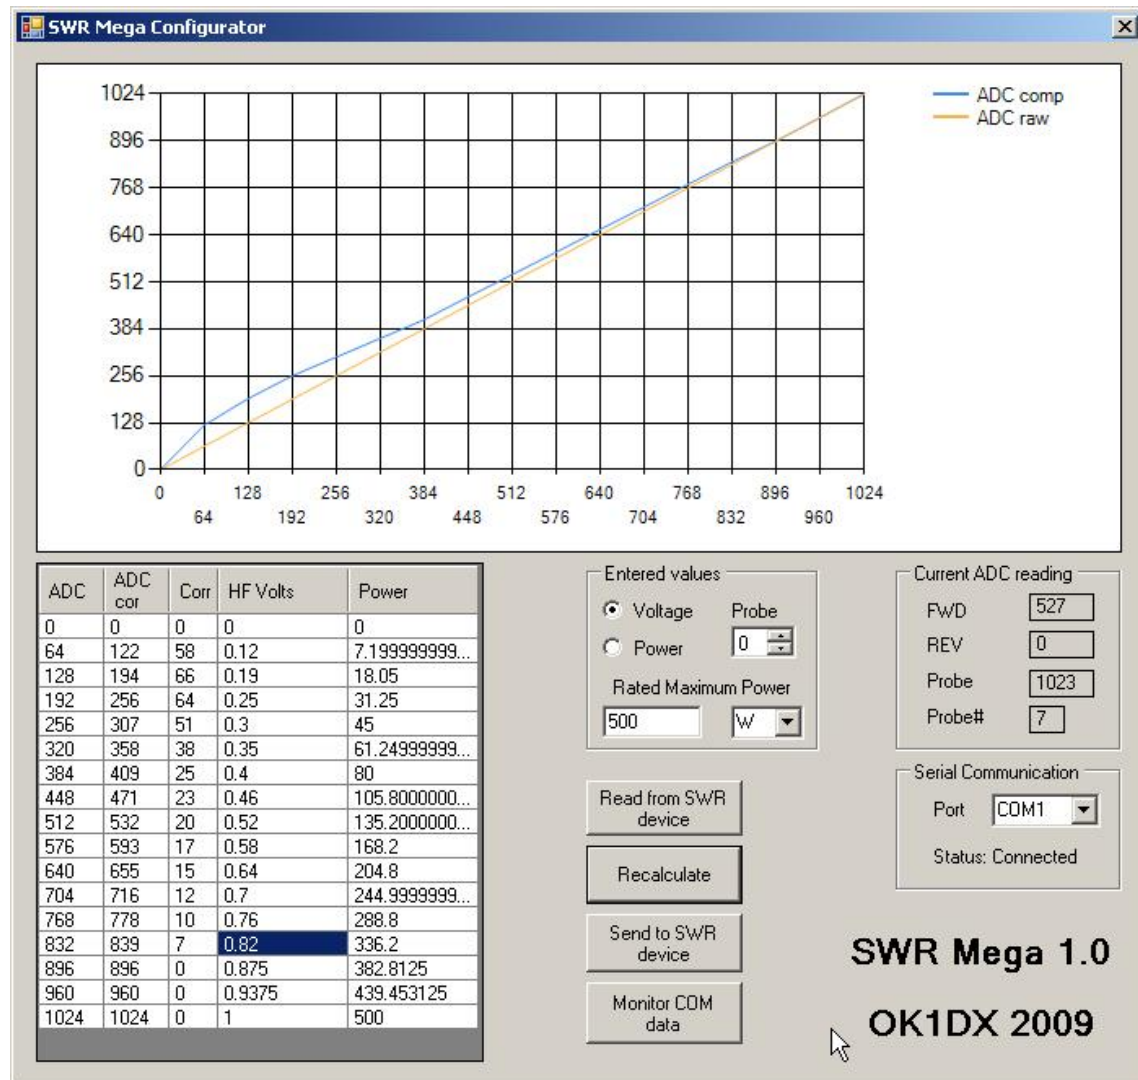 SWR Mega Configurator
1024
896
768
640
512
384
256
128
0
0 128 256 384 512 640 768 896 1024
64 192 320 448 576 704 832 960
ADC comp
ADC raw
ADC ADC cor Corr HF Volts Power
0 0 0 0 0
64 122 58 0.12 7.199999999...
128 194 66 0.19 18.05
192 256 64 0.25 31.25
256 307 51 0.3 45
320 358 38 0.35 61.24999999...
384 409 25 0.4 80
448 471 23 0.46 105.8000000...
512 532 20 0.52 135.2000000...
576 593 17 0.58 168.2
640 655 15 0.64 204.8
704 716 12 0.7 244.9999999...
768 778 10 0.76 288.8
832 839 7 0.82 336.2
896 896 0 0.875 382.8125
960 960 0 0.9375 439.453125
1024 1024 0 1 500
Entered values
Voltage Probe
Power 0
Rated Maximum Power
500 W
Read from SWR
device
Recalculate
Send to SWR
device
Monitor COM
data
Current ADC reading
FWD 527
REV 0
Probe 1023
Probe# 7
Serial Communication
Port COM1
Status: Connected
SWR Mega 1.0
OK1DX 2009